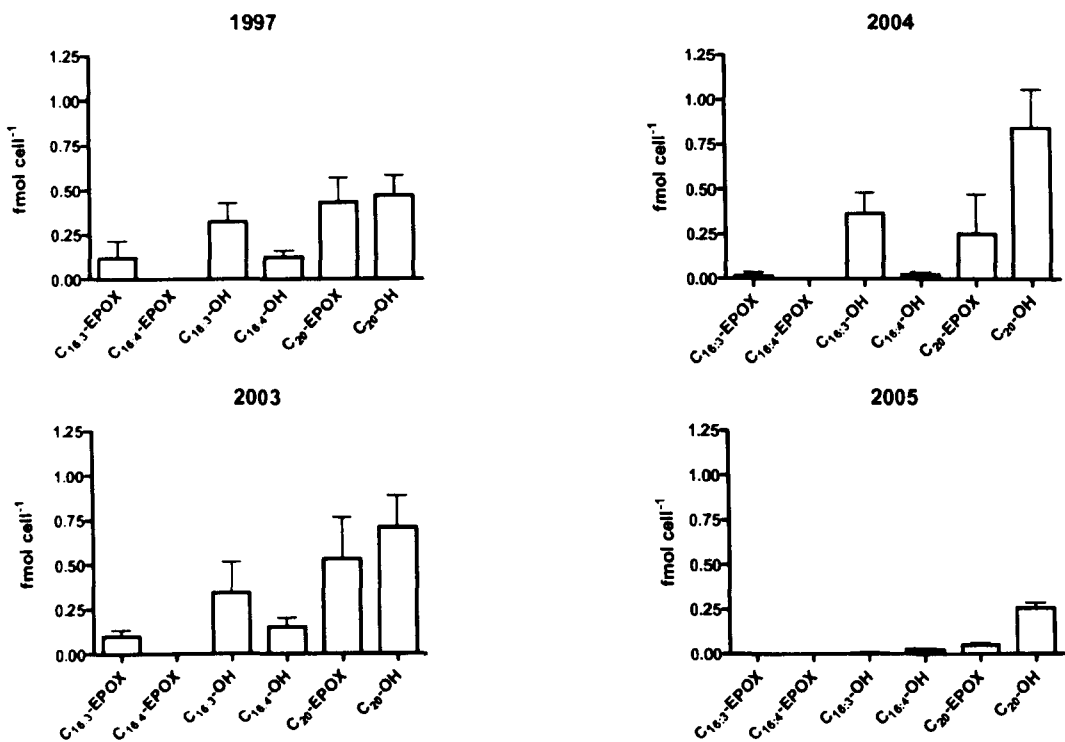 1997
1.25
1.00
0.75
0.50
0.25
0.00
fmol cell⁻¹
C₁₆:₃-EPOX
C₁₆:₄-EPOX
C₁₆:₃-OH
C₁₆:₄-OH
C₂₀-EPOX
C₂₀-OH
2004
1.25
1.00
0.75
0.50
0.25
0.00
fmol cell⁻¹
C₁₆:₃-EPOX
C₁₆:₄-EPOX
C₁₆:₃-OH
C₁₆:₄-OH
C₂₀-EPOX
C₂₀-OH
2003
1.25
1.00
0.75
0.50
0.25
0.00
fmol cell⁻¹
C₁₆:₃-EPOX
C₁₆:₄-EPOX
C₁₆:₃-OH
C₁₆:₄-OH
C₂₀-EPOX
C₂₀-OH
2005
1.25
1.00
0.75
0.50
0.25
0.00
fmol cell⁻¹
C₁₆:₃-EPOX
C₁₆:₄-EPOX
C₁₆:₃-OH
C₁₆:₄-OH
C₂₀-EPOX
C₂₀-OH